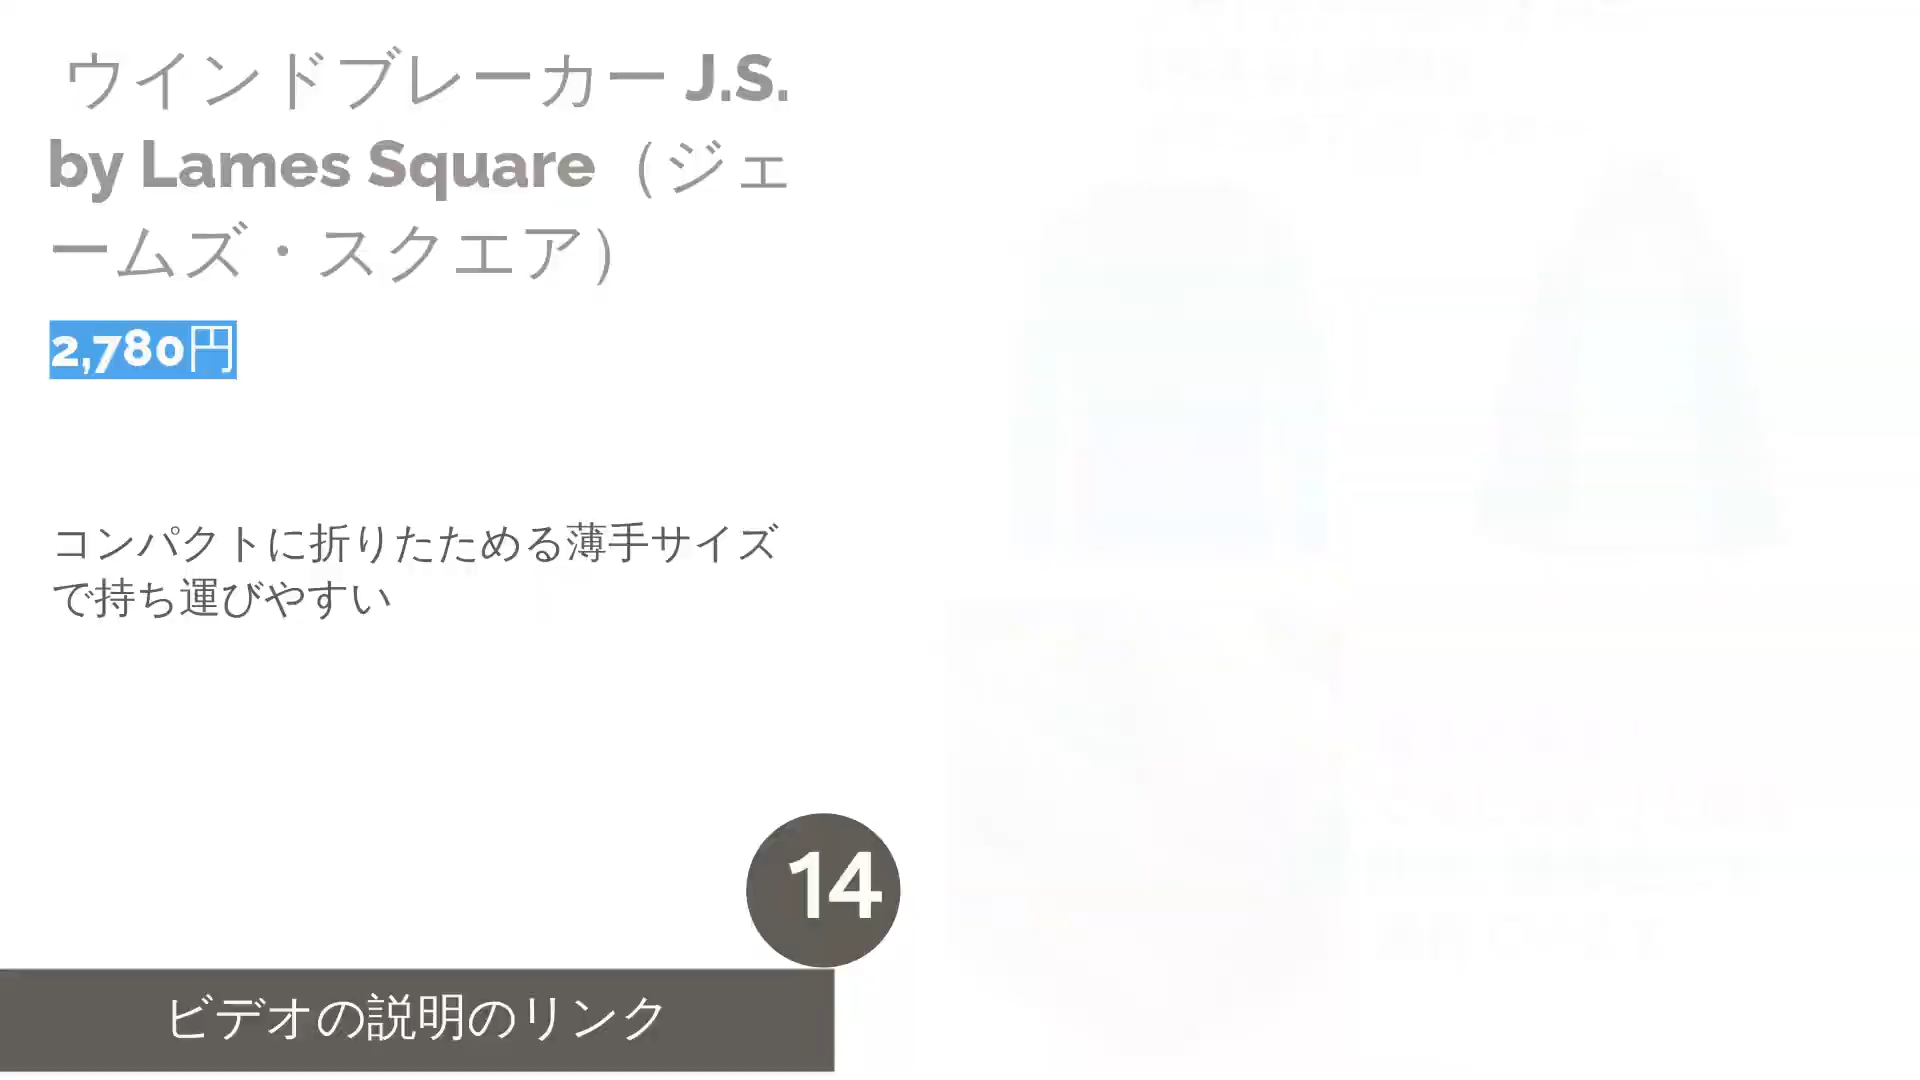 ウインドブレーカー J.S.
by Lames Square（ジェ
ームズ・スクエア）
2,780円
コンパクトに折りたためる薄手サイズ
で持ち運びやすい
14
ビデオの説明のリンク